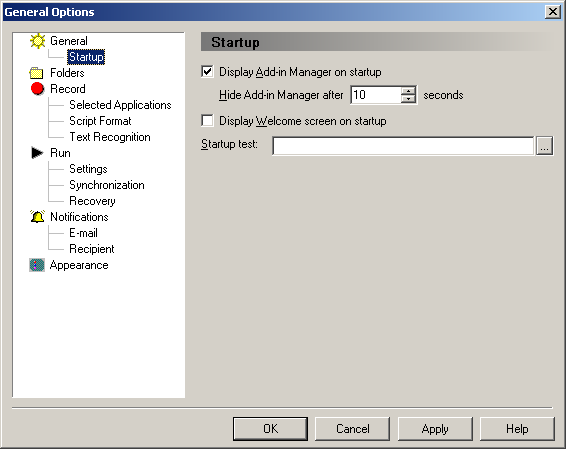 General Options
General
Startup
Folders
Record
Selected Applications
Script Format
Text Recognition
Run
Settings
Synchronization
Recovery
Notifications
E-mail
Recipient
Appearance
Startup
Display Add-in Manager on startup
Hide Add-in Manager after 10 seconds
Display Welcome screen on startup
Startup test: ...
OK Cancel Apply Help